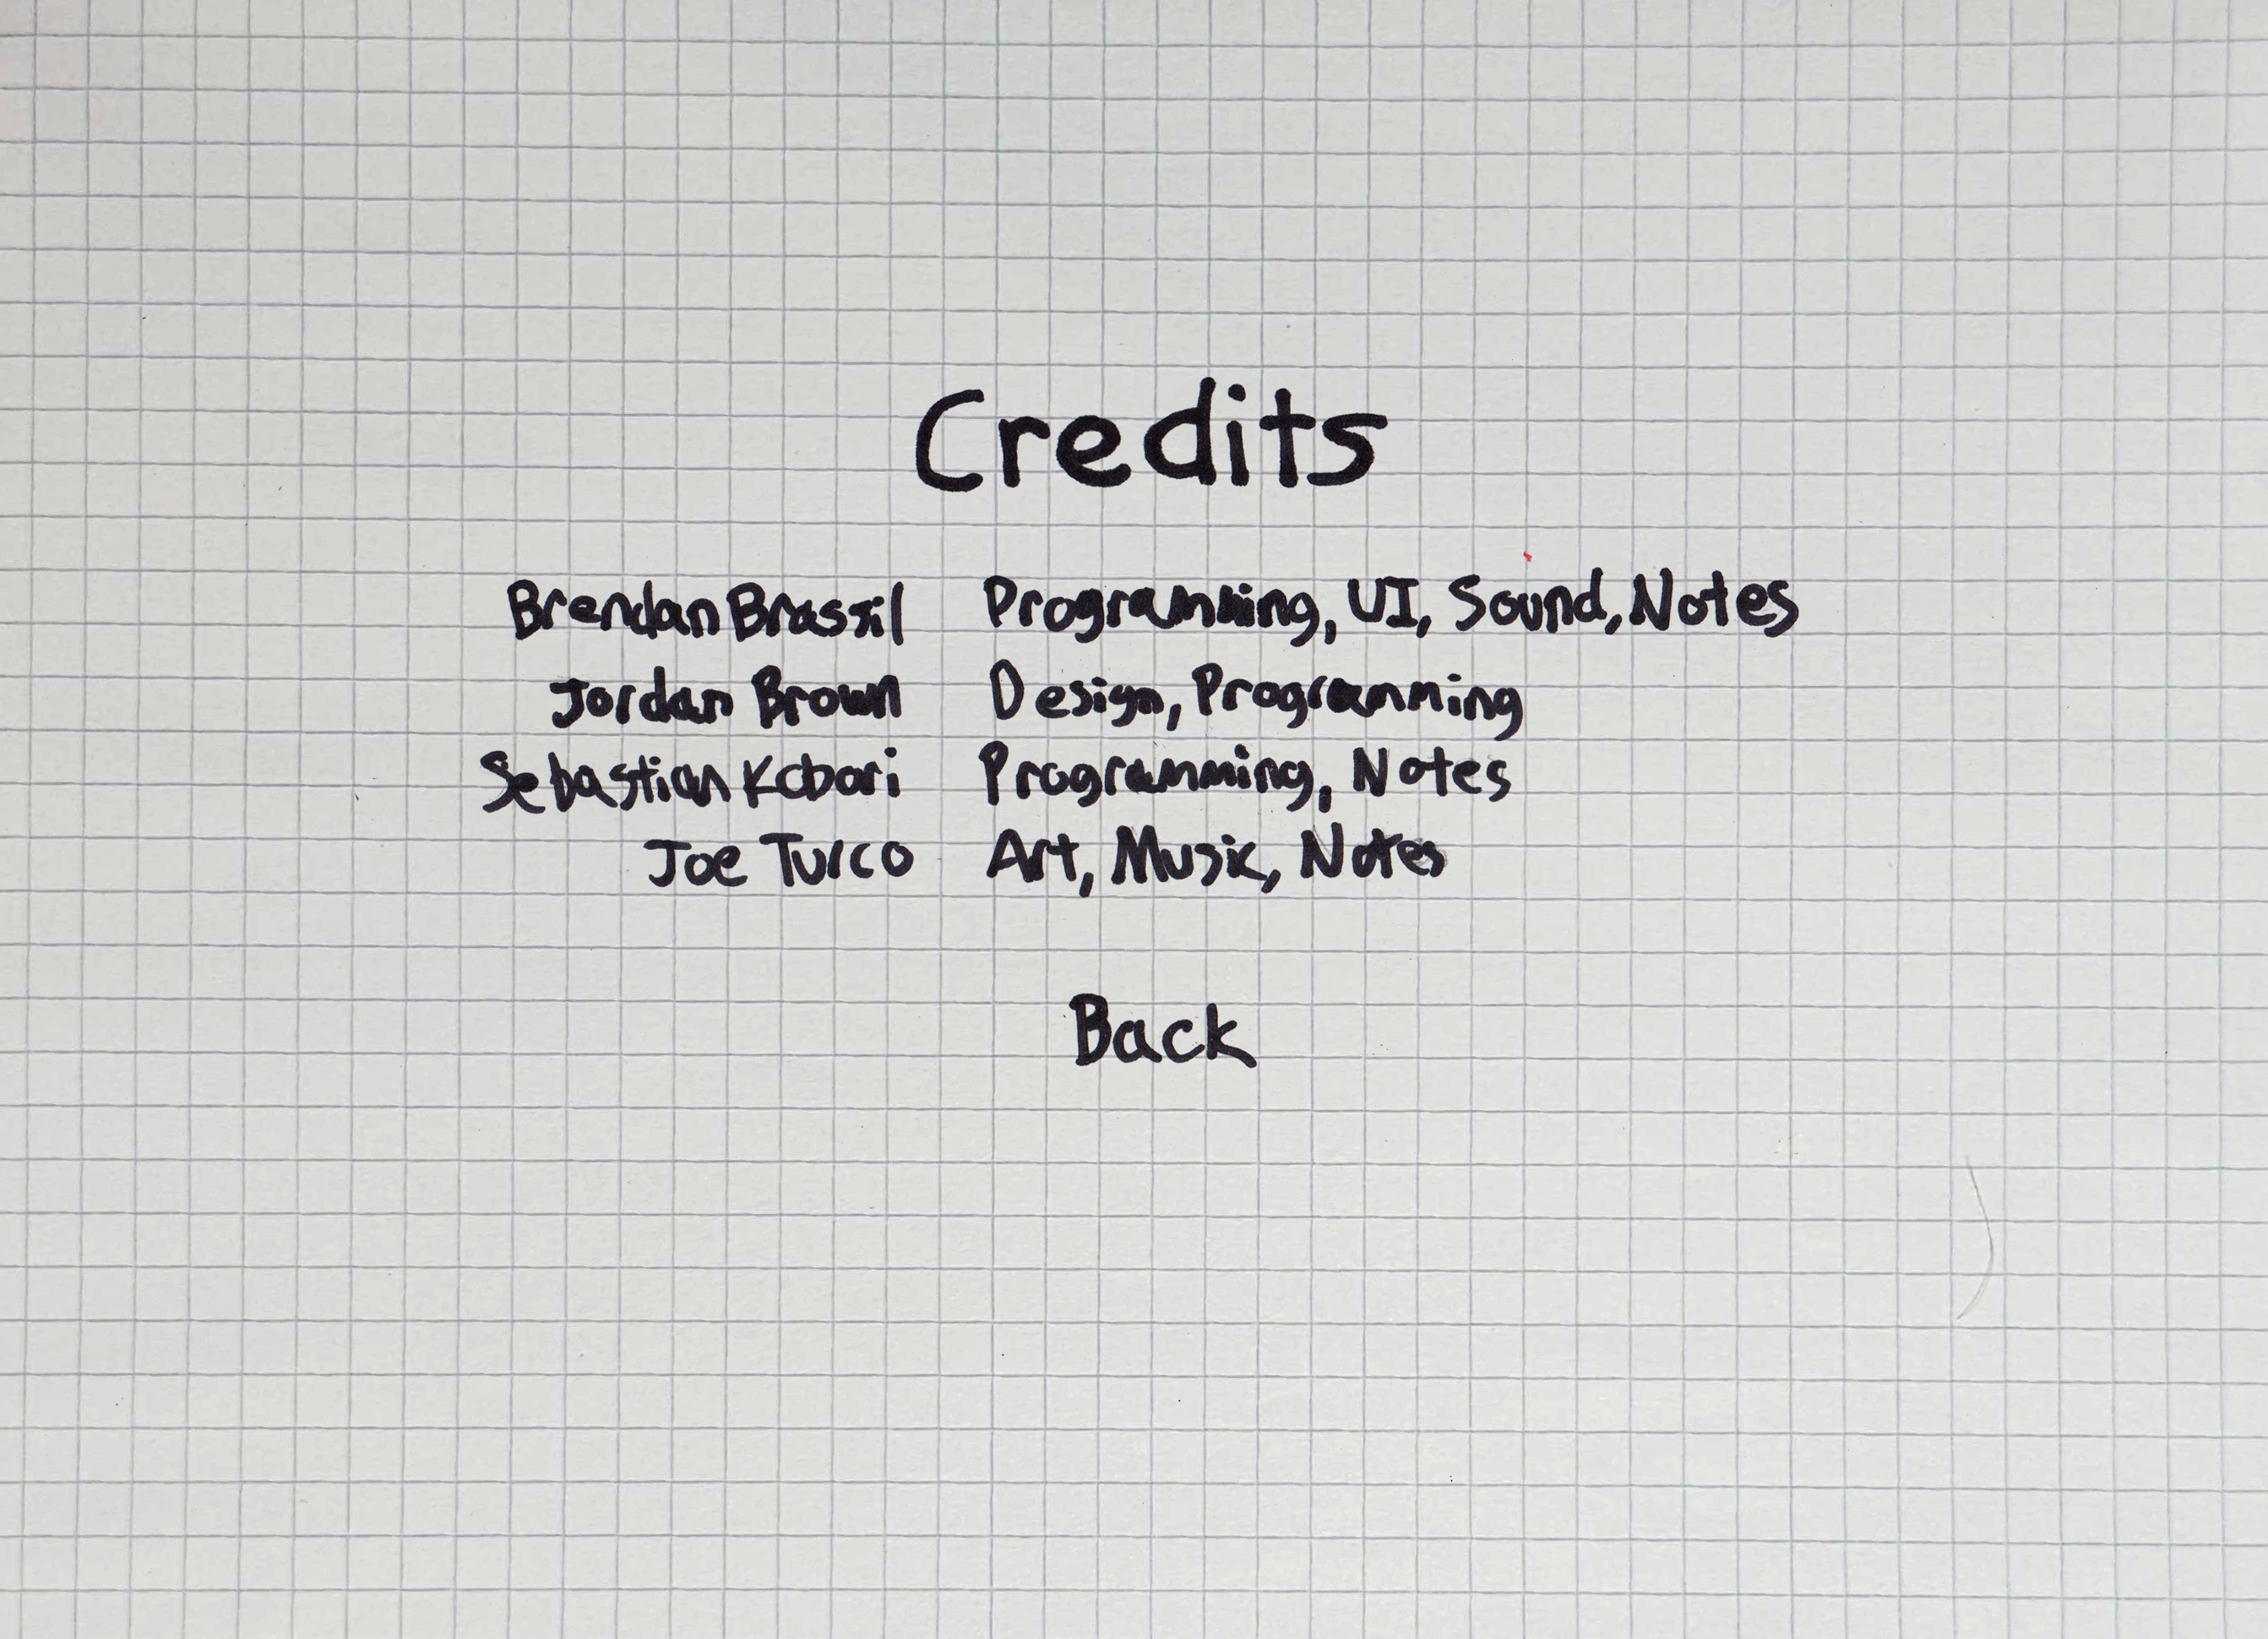 Credits
Brendan Brassil Programming, UI, Sound, Notes
Jordan Brown Design, Programming
Sebastian Kobori Programming, Notes
Joe Turco Art, Music, Notes
Back